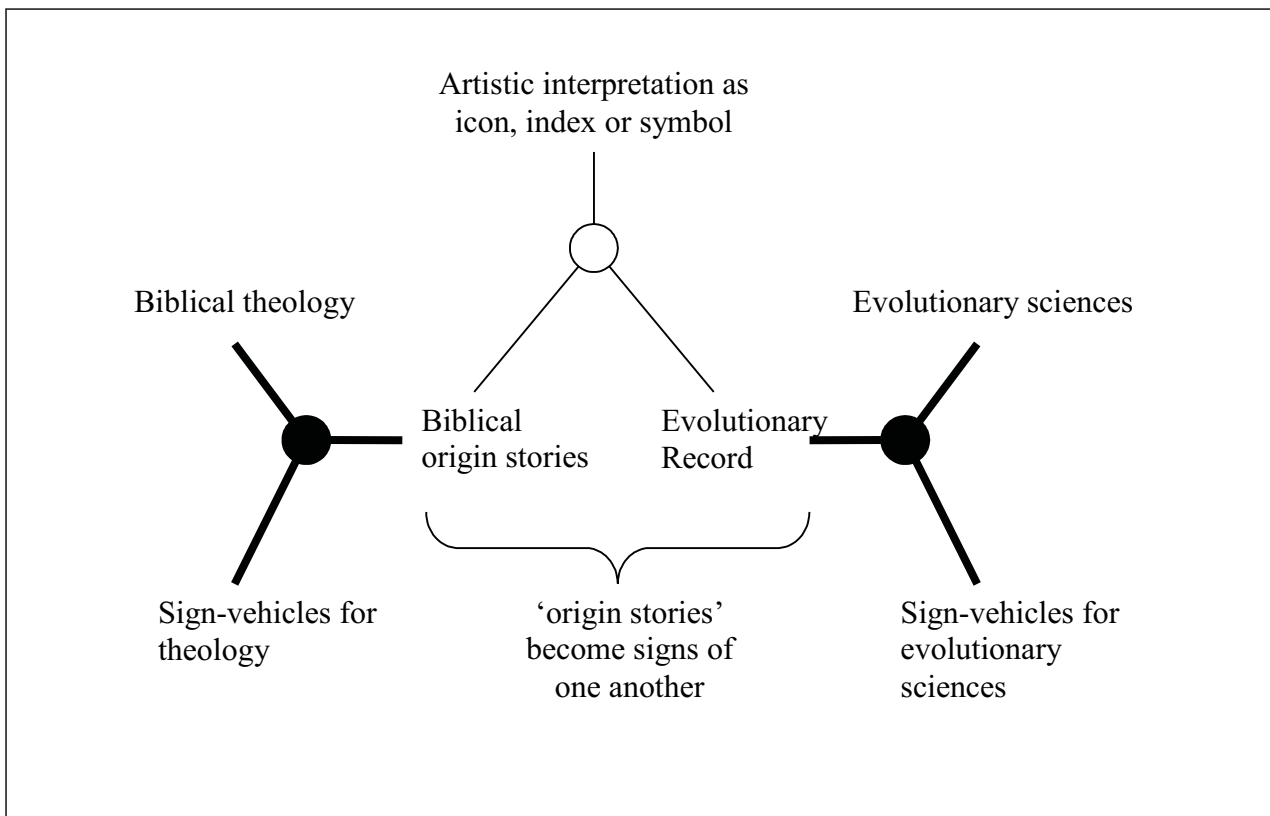 Artistic interpretation as
icon, index or symbol
Biblical theology
Evolutionary sciences
Biblical
origin stories
Evolutionary
Record
Sign-vehicles for
theology
‘origin stories’
become signs of
one another
Sign-vehicles for
evolutionary
sciences